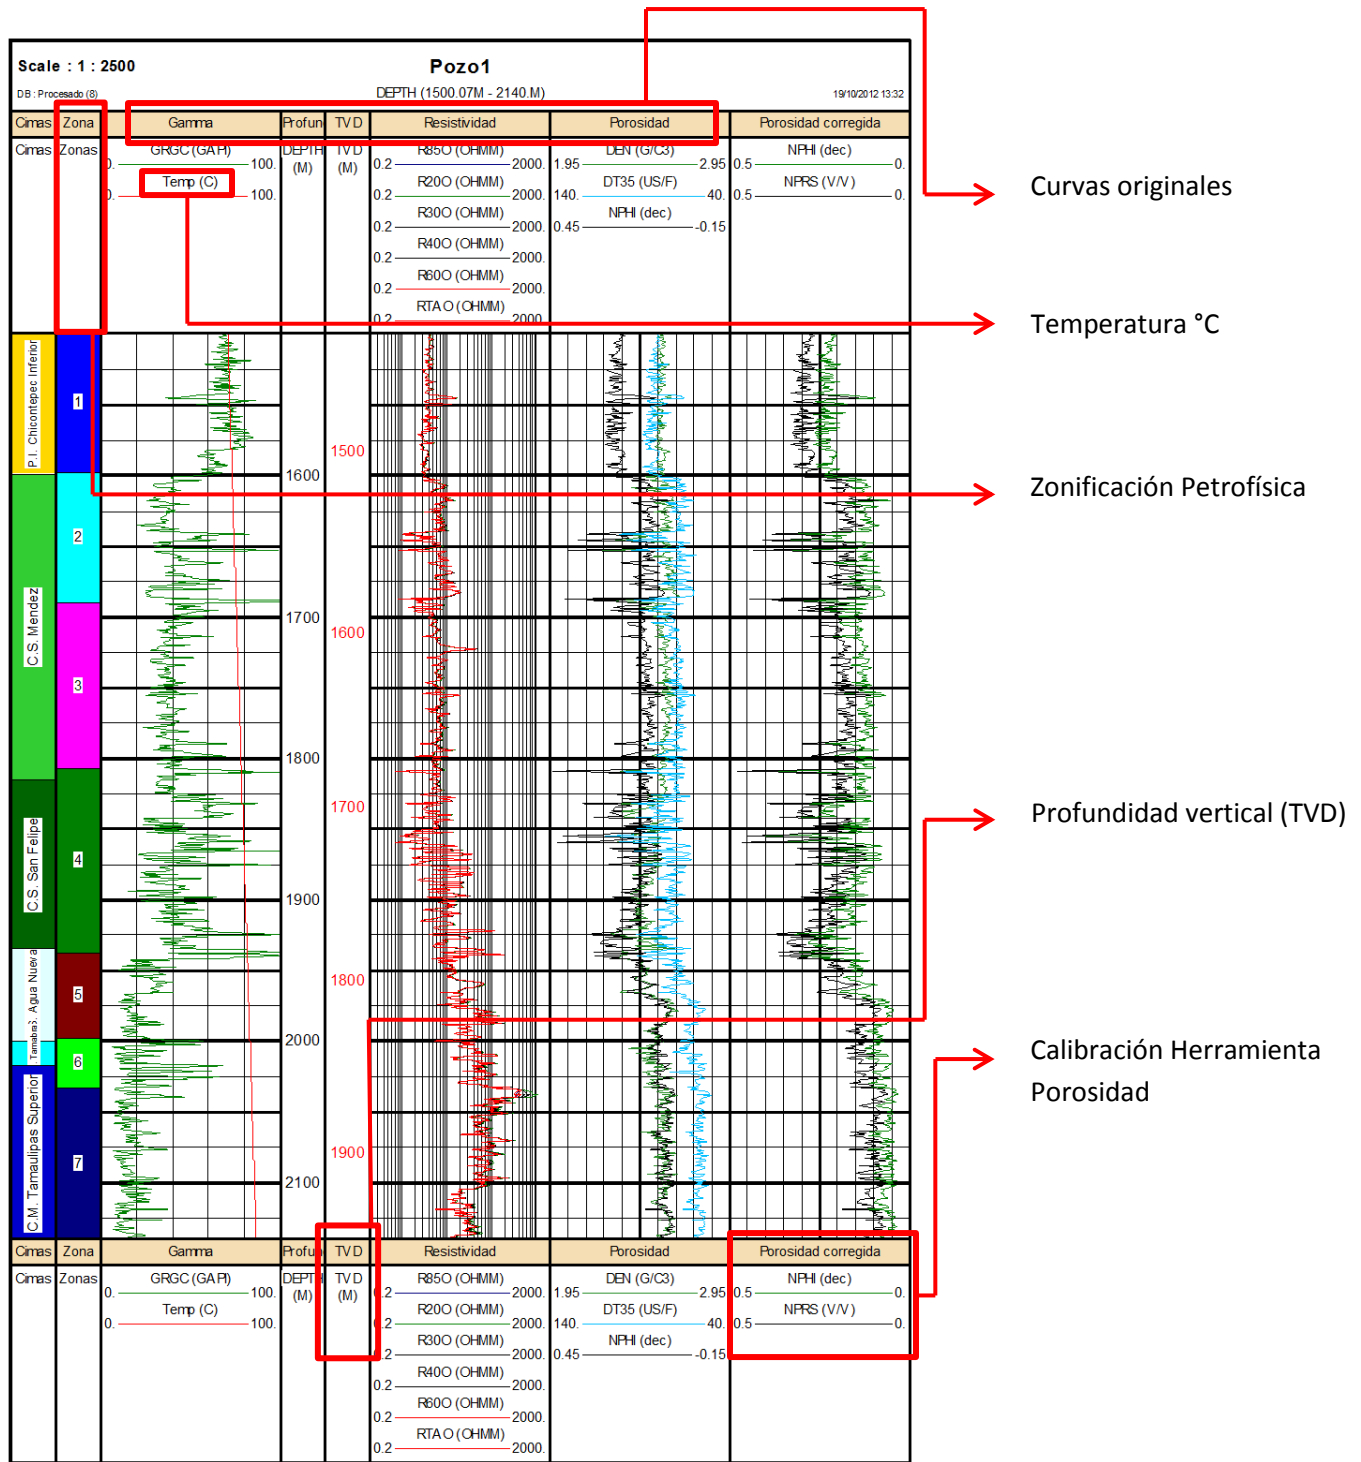 Scale : 1 : 2500
Pozo1
DB : Procesado (8)
DEPTH (1500.07M - 2140.M)
19/10/2012 13:32
Cimas Zona Gamma Profun TVD Resistividad Porosidad Porosidad corregida
Cimas Zonas
GRGC (GAPI)
0. 100.
Temp (C)
0. 100.
DEPTH
(M)
TVD
(M)
R85O (OHMM)
0.2 2000.
R20O (OHMM)
0.2 2000.
R30O (OHMM)
0.2 2000.
R40O (OHMM)
0.2 2000.
R60O (OHMM)
0.2 2000.
RTAO (OHMM)
0.2 2000.
DEN (G/C3)
1.95 2.95
DT35 (US/F)
140. 40.
NPHI (dec)
0.45 -0.15
NPHI (dec)
0.5 0.
NPRS (V/V)
0.5 0.
Curvas originales
Temperatura °C
Zonificación Petrofísica
Profundidad vertical (TVD)
Calibración Herramienta
Porosidad
P.I. Chicontepec Inferior
C.S. Mendez
C.S. San Felipe
Agua Nueva
C.M. Tamaulipas Superior
1
2
3
4
5
6
7
1600
1700
1800
1900
2000
2100
1500
1600
1700
1800
1900
Cimas Zona Gamma Profun TVD Resistividad Porosidad Porosidad corregida
Cimas Zonas
GRGC (GAPI)
0. 100.
Temp (C)
0. 100.
DEPTH
(M)
TVD
(M)
R85O (OHMM)
0.2 2000.
R20O (OHMM)
0.2 2000.
R30O (OHMM)
0.2 2000.
R40O (OHMM)
0.2 2000.
R60O (OHMM)
0.2 2000.
RTAO (OHMM)
0.2 2000.
DEN (G/C3)
1.95 2.95
DT35 (US/F)
140. 40.
NPHI (dec)
0.45 -0.15
NPHI (dec)
0.5 0.
NPRS (V/V)
0.5 0.